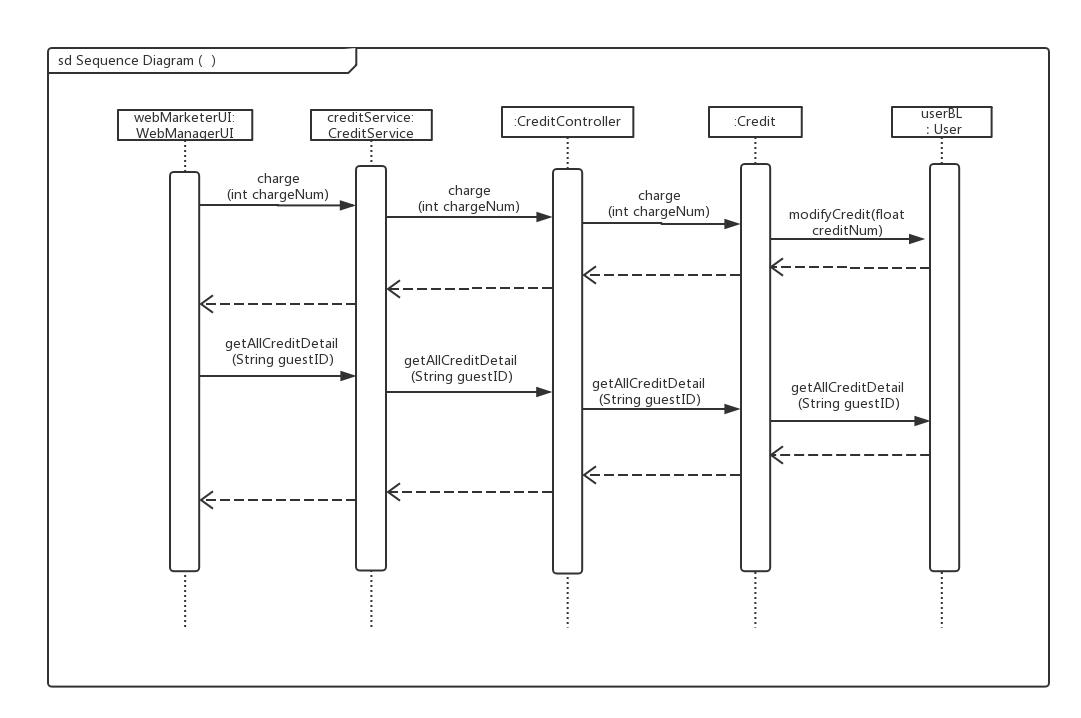 sd Sequence Diagram (  )
webMarketerUI:
WebManagerUI
creditService:
CreditService
:CreditController
:Credit
userBL
: User
charge
(int chargeNum)
charge
(int chargeNum)
charge
(int chargeNum)
modifyCredit(float
creditNum)
getAllCreditDetail
(String guestID)
getAllCreditDetail
(String guestID)
getAllCreditDetail
(String guestID)
getAllCreditDetail
(String guestID)